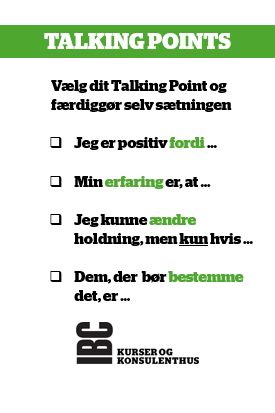 TALKING POINTS
Vælg dit Talking Point og
færdiggør selv sætningen
Jeg er positiv fordi ...
Min erfaring er, at ...
Jeg kunne ændre
holdning, men kun hvis ...
Dem, der bør bestemme
det, er ...
IBC
KURSER OG
KONSULENTHUS